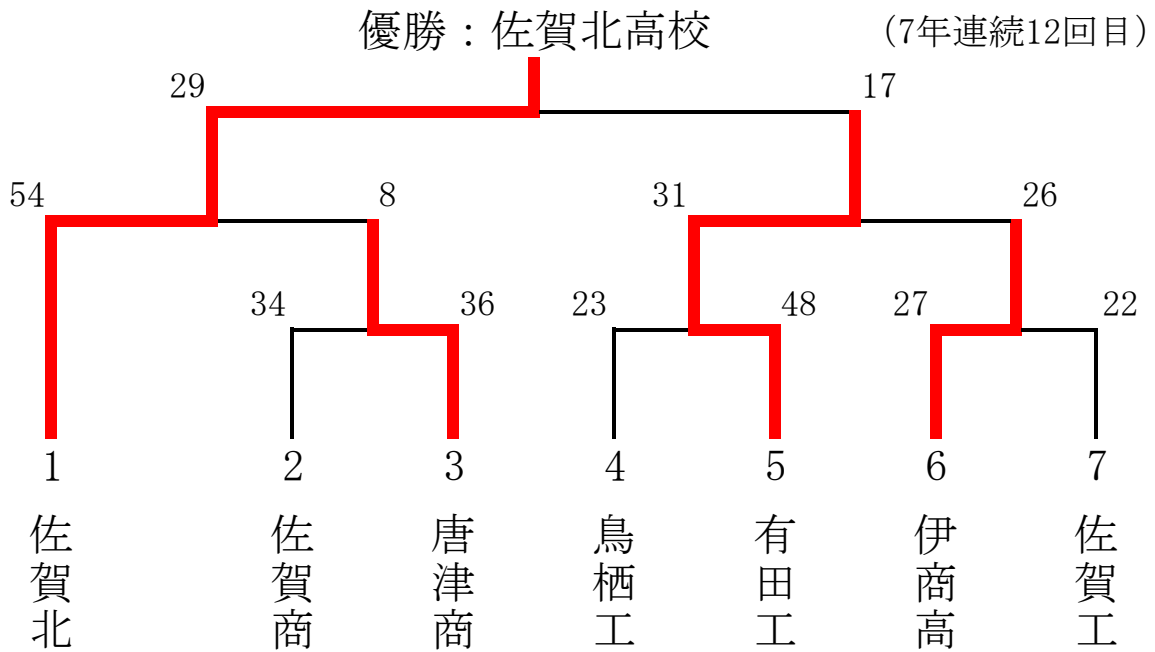 優勝：佐賀北高校 (7年連続12回目)
29 17
54 8 31 26
34 36 23 48 27 22
1 2 3 4 5 6 7
佐賀北
佐賀商
唐津商
鳥栖工
有田工
伊商高
佐賀工